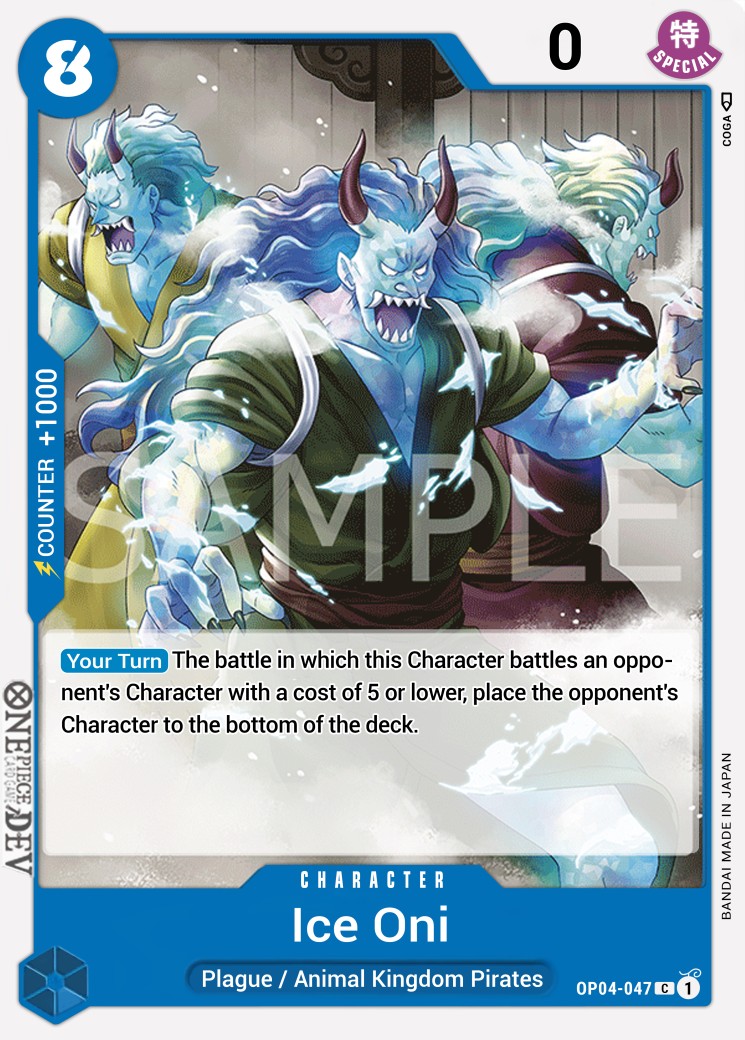 8
0
特
SPECIAL
COGA
COUNTER +1000
SAMPLE
Your Turn The battle in which this Character battles an oppo-
nent's Character with a cost of 5 or lower, place the opponent's
Character to the bottom of the deck.
ONE PIECE
CARD GAME
DEV
BANDAI MADE IN JAPAN
CHARACTER
Ice Oni
Plague / Animal Kingdom Pirates
OP04-047 C 1